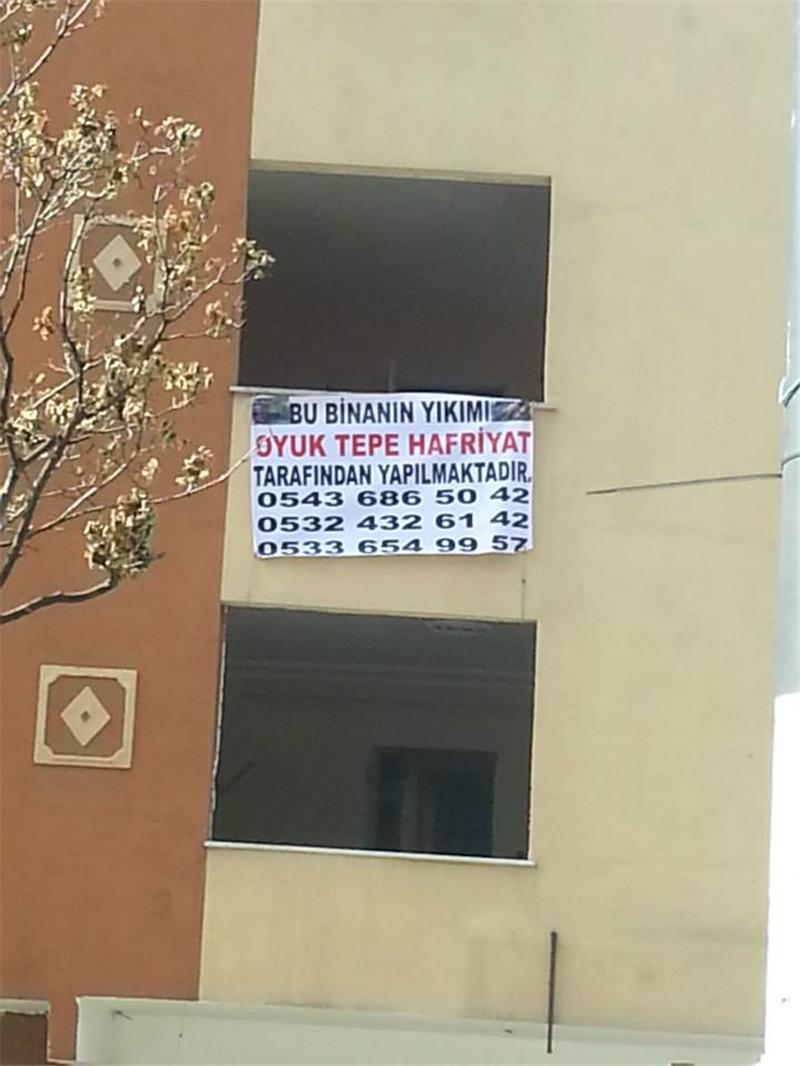 BU BİNANIN YIKIMI
OYUK TEPE HAFRİYAT
TARAFINDAN YAPILMAKTADIR.
0543 686 50 42
0532 432 61 42
0533 654 99 57